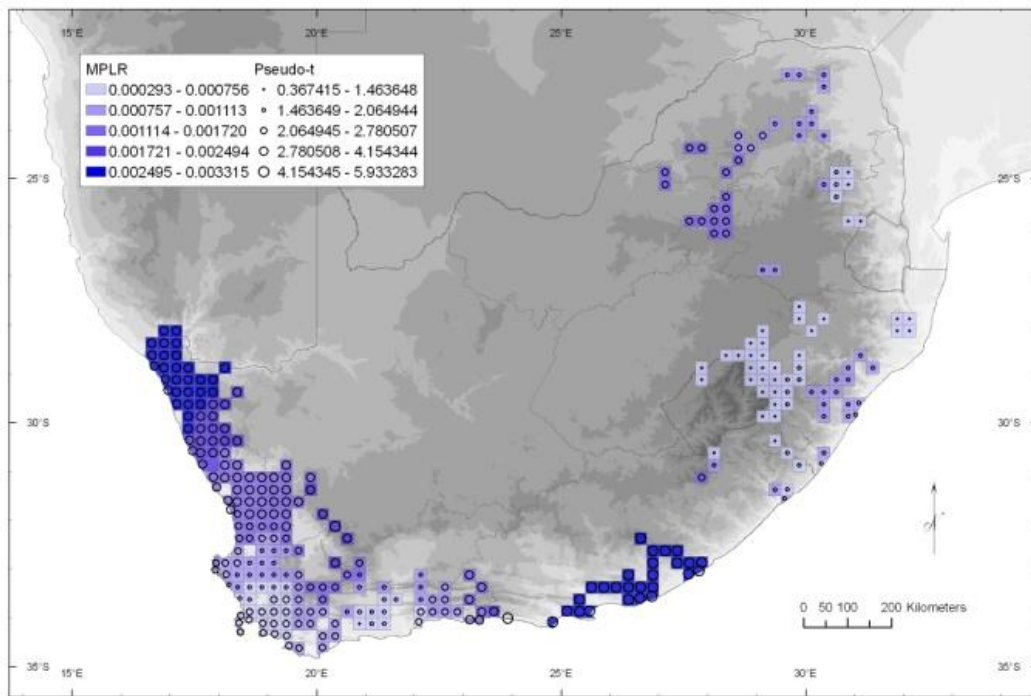 15°E 20°E 30°E
MPLR Pseudo-t
0.000293 - 0.000756 0.367415 - 1.463648
0.000757 - 0.001113 1.463649 - 2.064944
0.001114 - 0.001720 2.064945 - 2.780507
0.001721 - 0.002494 2.780508 - 4.154344
0.002495 - 0.003315 4.154345 - 5.933283
25°S 25°S
30°S 30°S
0 50 100 200 Kilometers
35°S 35°S
15°E 20°E 25°E 30°E